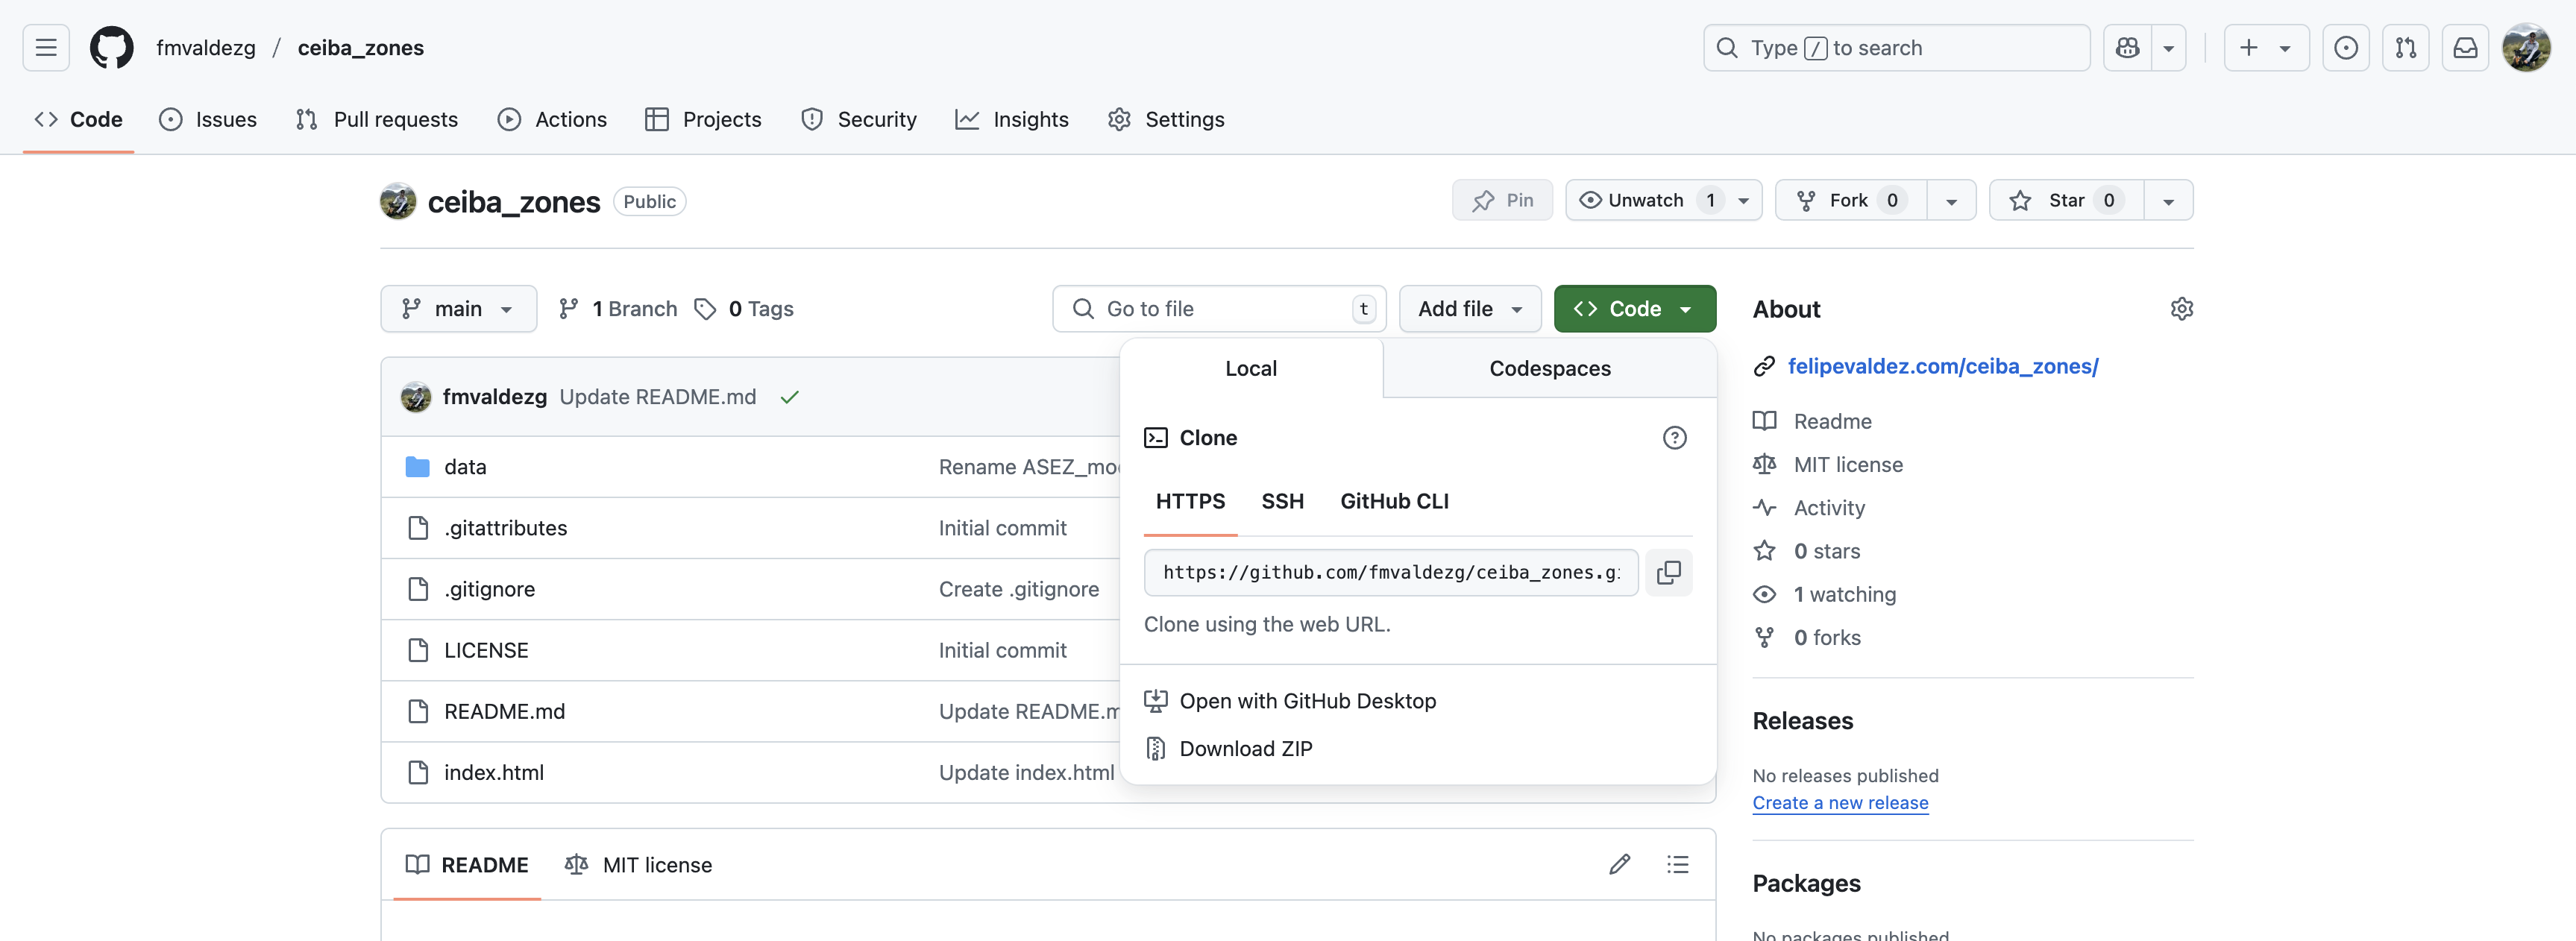 fmvaldezg / ceiba_zones
Type / to search
Code Issues Pull requests Actions Projects Security Insights Settings
ceiba_zones Public
Pin Unwatch 1 Fork 0 Star 0
main 1 Branch 0 Tags
Go to file t Add file Code
About
felipevaldez.com/ceiba_zones/
Readme
MIT license
Activity
0 stars
1 watching
0 forks
Releases
No releases published
Create a new release
Packages
No packages published
fmvaldezg Update README.md
data Rename
.gitattributes Initial commit
.gitignore Create .gitignore
LICENSE Initial commit
README.md Update
index.html Update index.html
Local Codespaces
Clone
HTTPS SSH GitHub CLI
https://github.com/fmvaldezg/ceiba_zones.g
Clone using the web URL.
Open with GitHub Desktop
Download ZIP
README MIT license